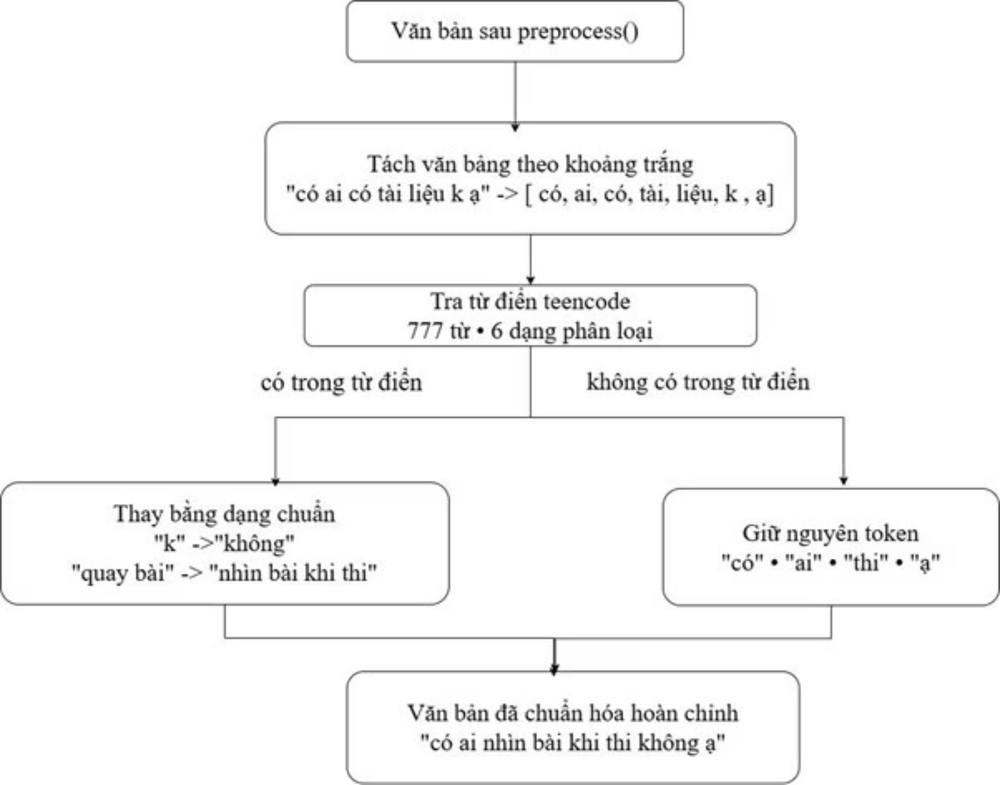 Văn bản sau preprocess()
Tách văn bảng theo khoảng trắng
"có ai có tài liệu k ạ" -> [ có, ai, có, tài, liệu, k , ạ]
Tra từ điển teencode
777 từ • 6 dạng phân loại
có trong từ điển
không có trong từ điển
Thay bằng dạng chuẩn
"k" ->"không"
"quay bài" -> "nhìn bài khi thi"
Giữ nguyên token
"có" • "ai" • "thi" • "ạ"
Văn bản đã chuẩn hóa hoàn chỉnh
"có ai nhìn bài khi thi không ạ"